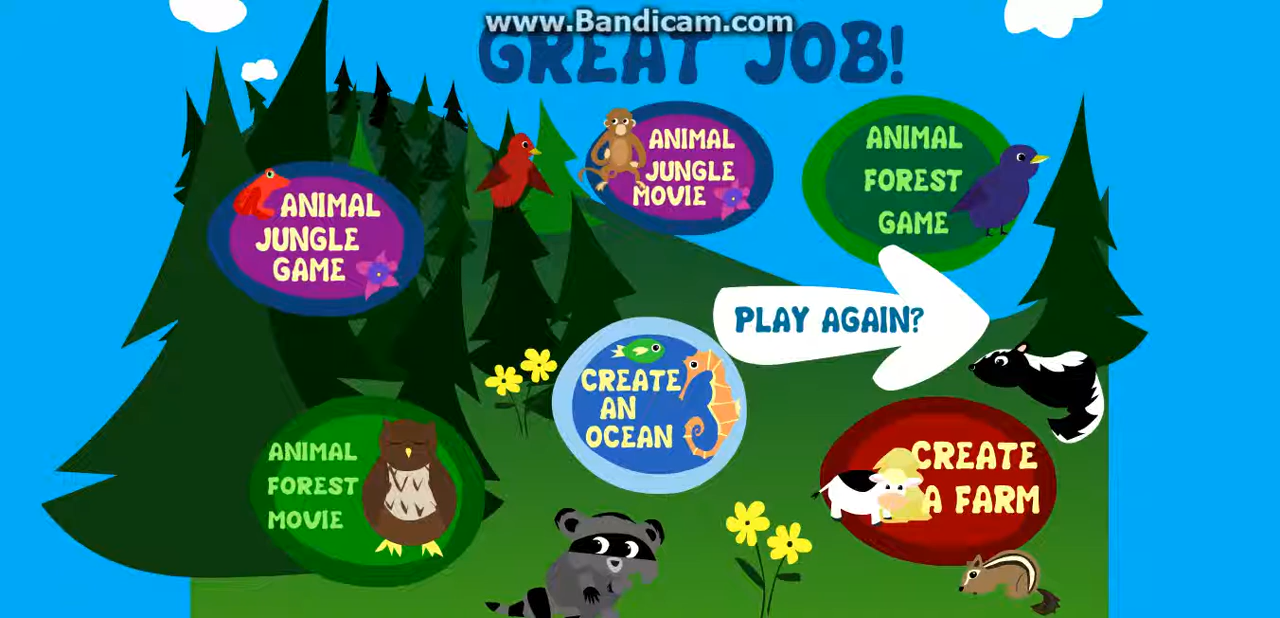 www.Bandicam.com
GREAT JOB!
ANIMAL
JUNGLE
MOVIE
ANIMAL
FOREST
GAME
ANIMAL
JUNGLE
GAME
PLAY AGAIN?
CREATE
AN
OCEAN
ANIMAL
FOREST
MOVIE
CREATE
A FARM